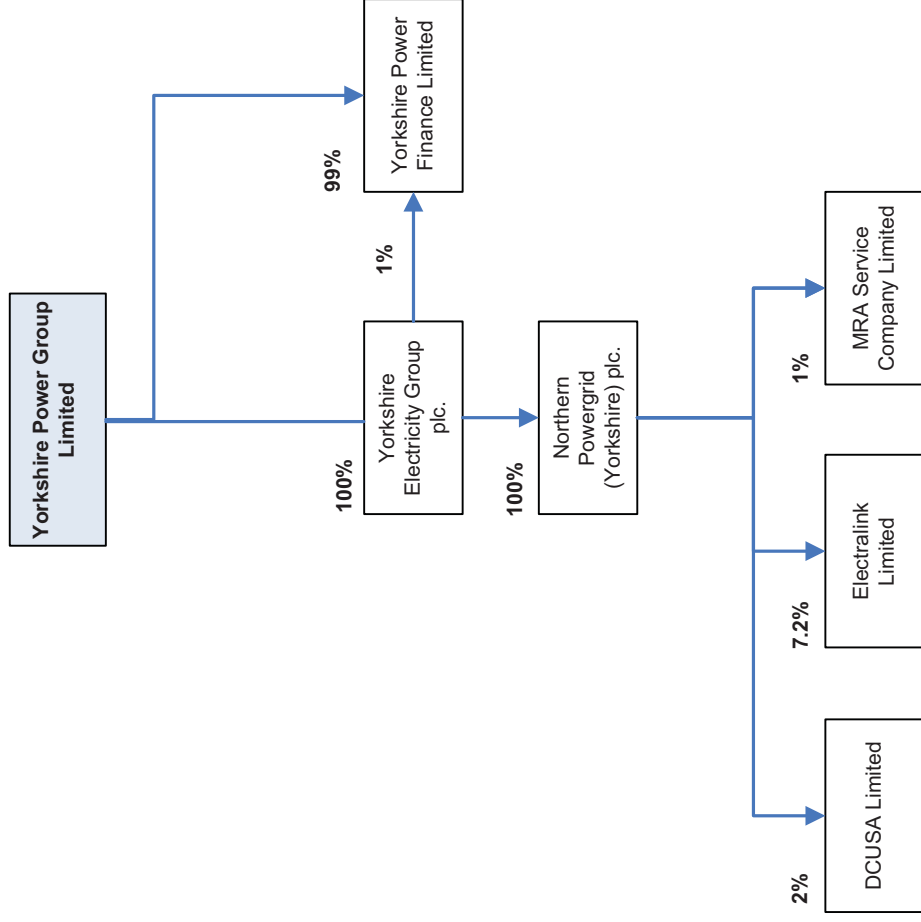 Yorkshire Power Group
Limited
99%
Yorkshire Power
Finance Limited
1%
100%
Yorkshire
Electricity Group
plc.
100%
Northern
Powergrid
(Yorkshire) plc.
2%
DCUSA Limited
7.2%
Electralink
Limited
1%
MRA Service
Company Limited